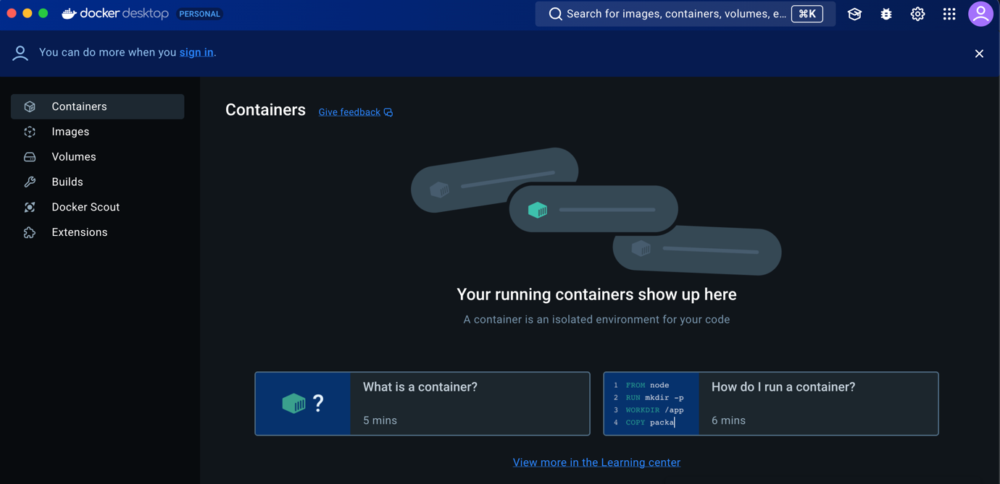 docker desktop PERSONAL
Search for images, containers, volumes, e... ⌘K
You can do more when you sign in.
Containers
Images
Volumes
Builds
Docker Scout
Extensions
Containers Give feedback
Your running containers show up here
A container is an isolated environment for your code
?
What is a container?
5 mins
1 FROM node
2 RUN mkdir -p
3 WORKDIR /app
4 COPY packa
How do I run a container?
6 mins
View more in the Learning center